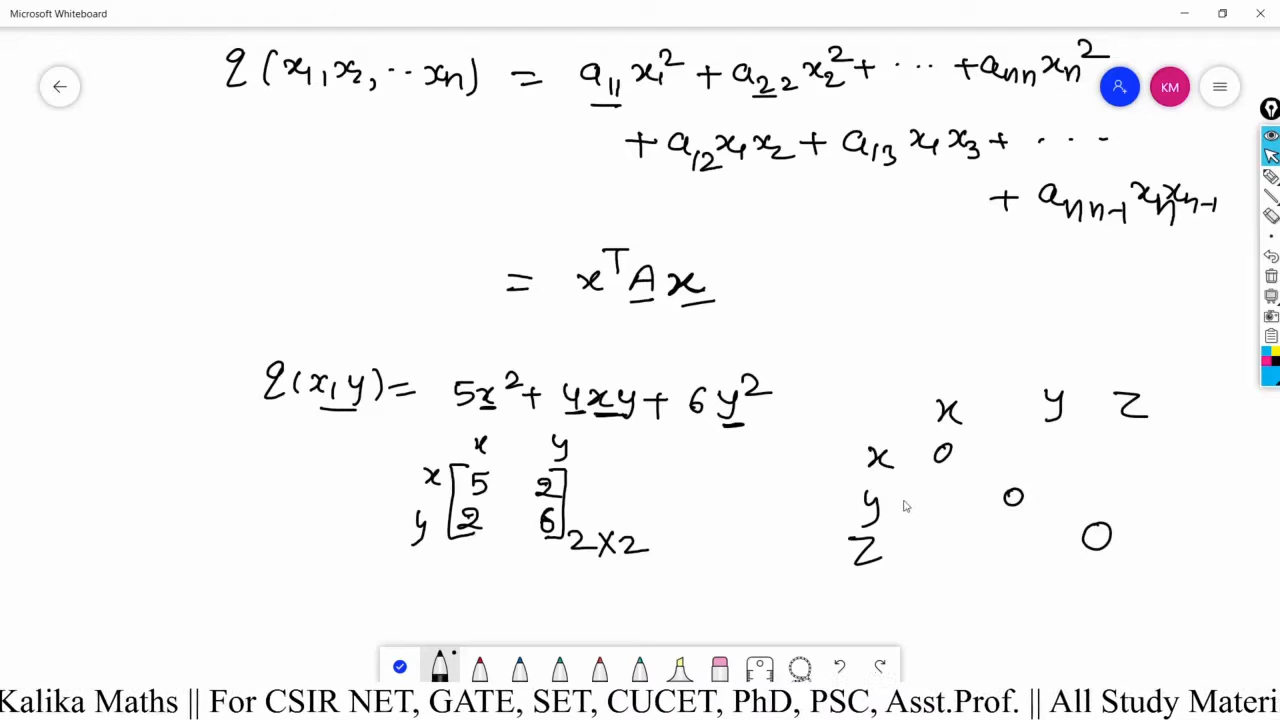 Microsoft Whiteboard
q(x₁,x₂,··xₙ) = a₁₁x₁² + a₂₂x₂² + ··· + aₙₙxₙ²
KM
+ a₁₂x₁x₂ + a₁₃x₁x₃ + ···
+ aₙₙ₋₁xₙxₙ₋₁
= xᵀAx
q(x,y) = 5x² + 4xy + 6y²
x y
x [5 2]
y [2 6] 2×2
x y z
x 0
y 0
z 0
Kalika Maths || For CSIR NET, GATE, SET, CUCET, PhD, PSC, Asst.Prof. || All Study Materi